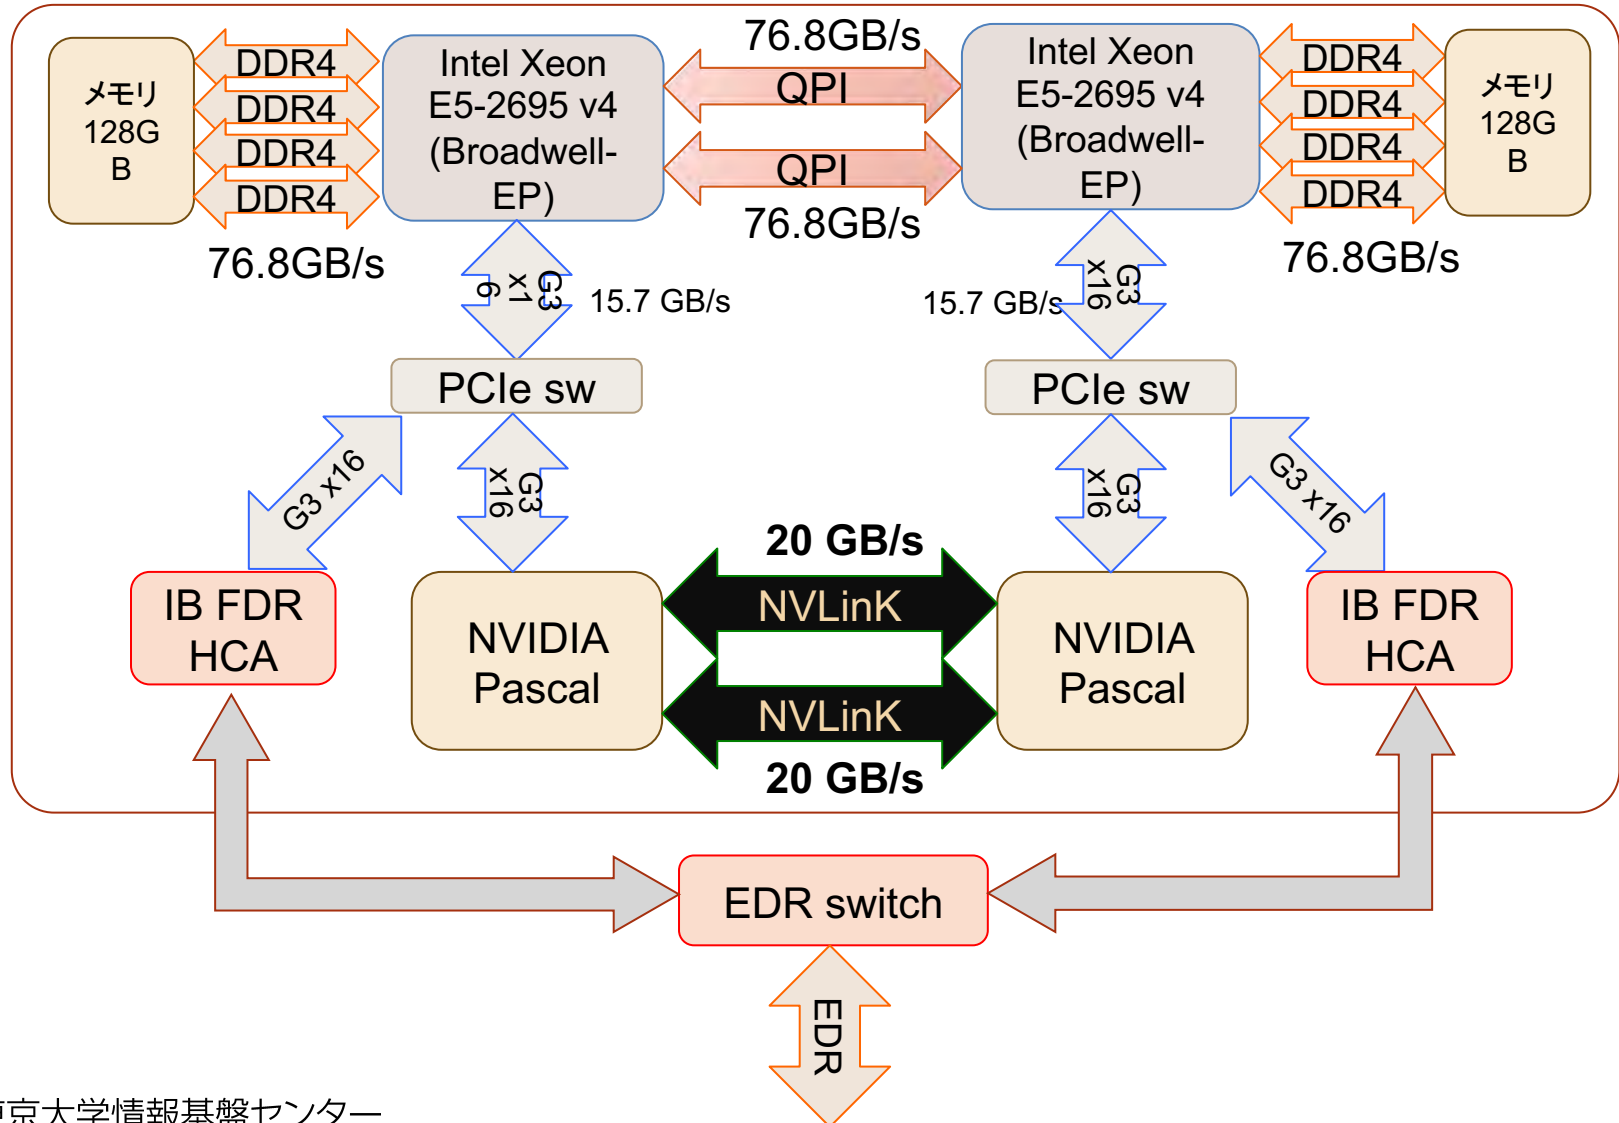 76.8GB/s
メモリ
128G
B
DDR4
DDR4
DDR4
DDR4
76.8GB/s
Intel Xeon
E5-2695 v4
(Broadwell-
EP)
QPI
QPI
76.8GB/s
Intel Xeon
E5-2695 v4
(Broadwell-
EP)
DDR4
DDR4
DDR4
DDR4
76.8GB/s
メモリ
128G
B
G3
x1
6
15.7 GB/s
15.7 GB/s
G3
x16
PCIe sw
PCIe sw
G3 x16
G3
x16
G3
x16
G3 x16
IB FDR
HCA
NVIDIA
Pascal
20 GB/s
NVLinK
NVLinK
20 GB/s
NVIDIA
Pascal
IB FDR
HCA
EDR switch
EDR
京大学情報基盤センター